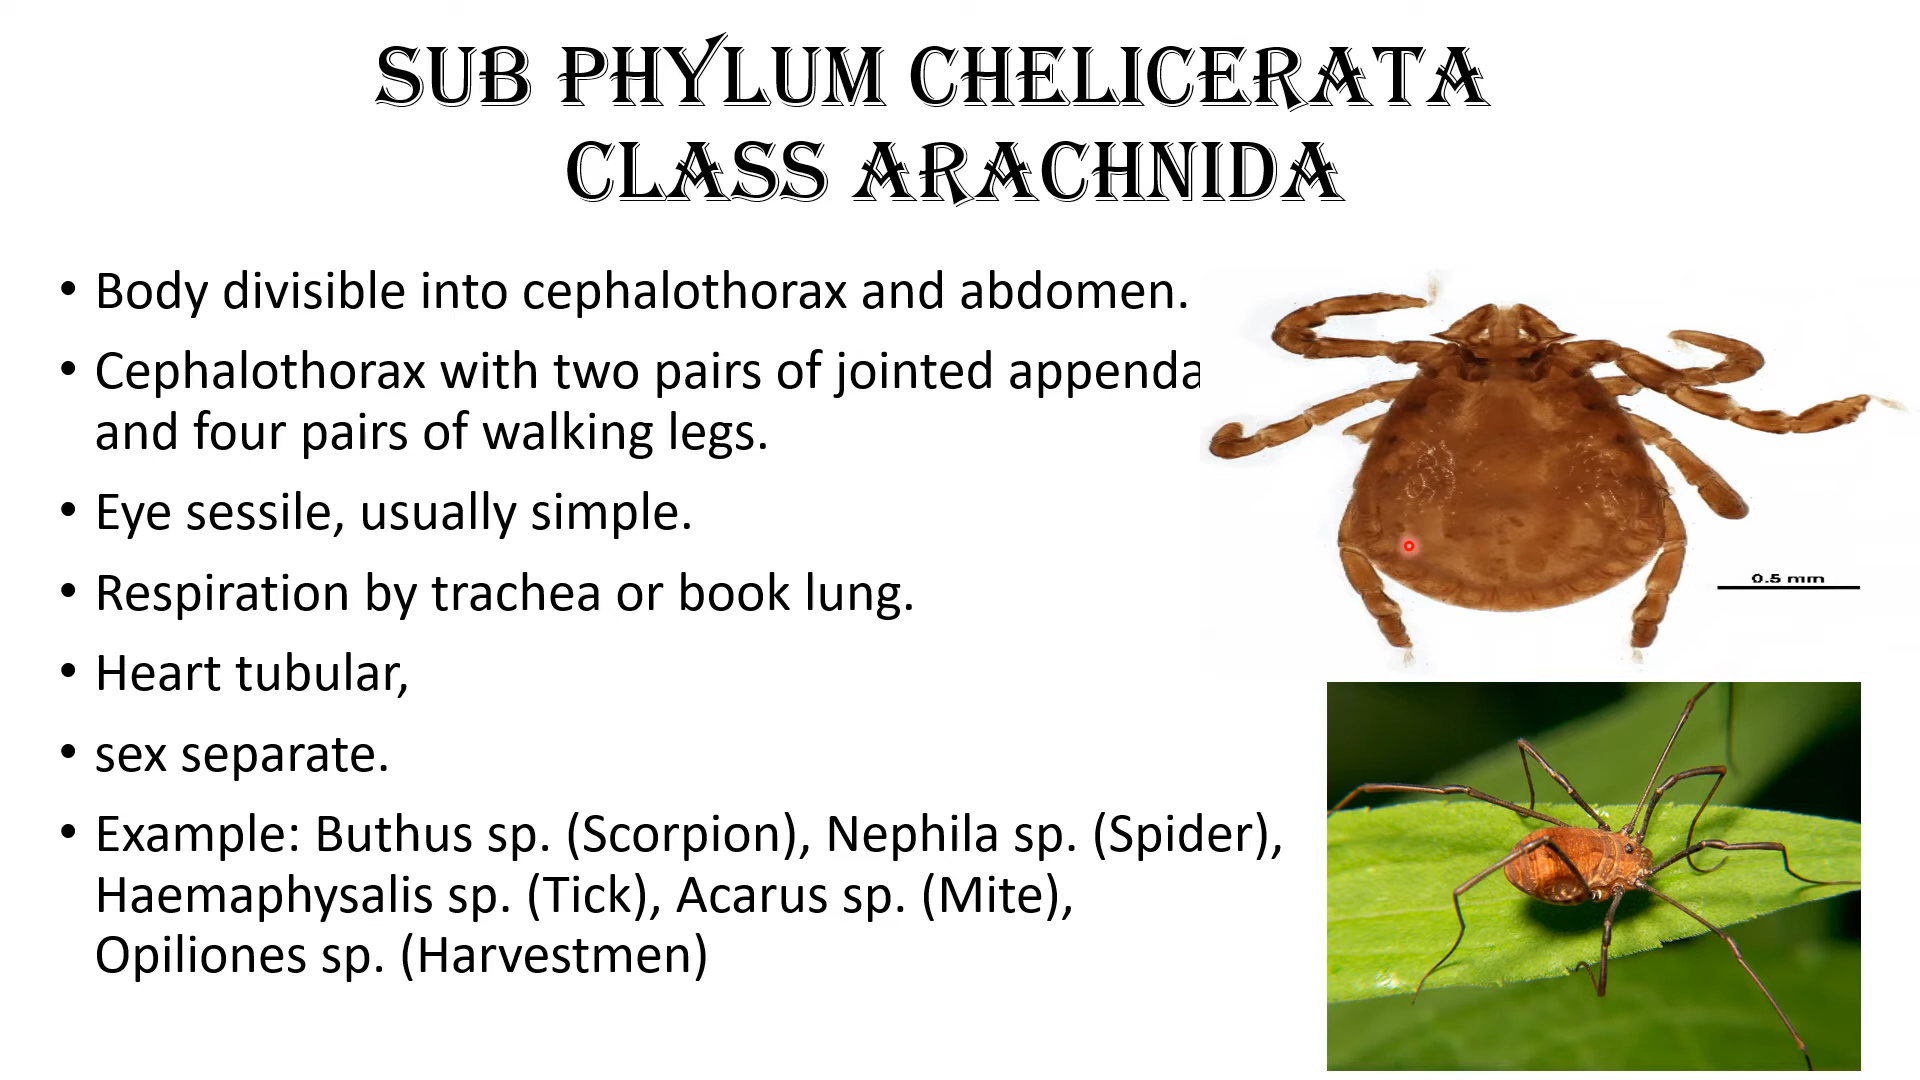 SUB PHYLUM CHELICERATA
CLASS ARACHNIDA
• Body divisible into cephalothorax and abdomen.
• Cephalothorax with two pairs of jointed appenda
and four pairs of walking legs.
• Eye sessile, usually simple.
• Respiration by trachea or book lung.
• Heart tubular,
• sex separate.
• Example: Buthus sp. (Scorpion), Nephila sp. (Spider),
Haemaphysalis sp. (Tick), Acarus sp. (Mite),
Opiliones sp. (Harvestmen)
0.5 mm